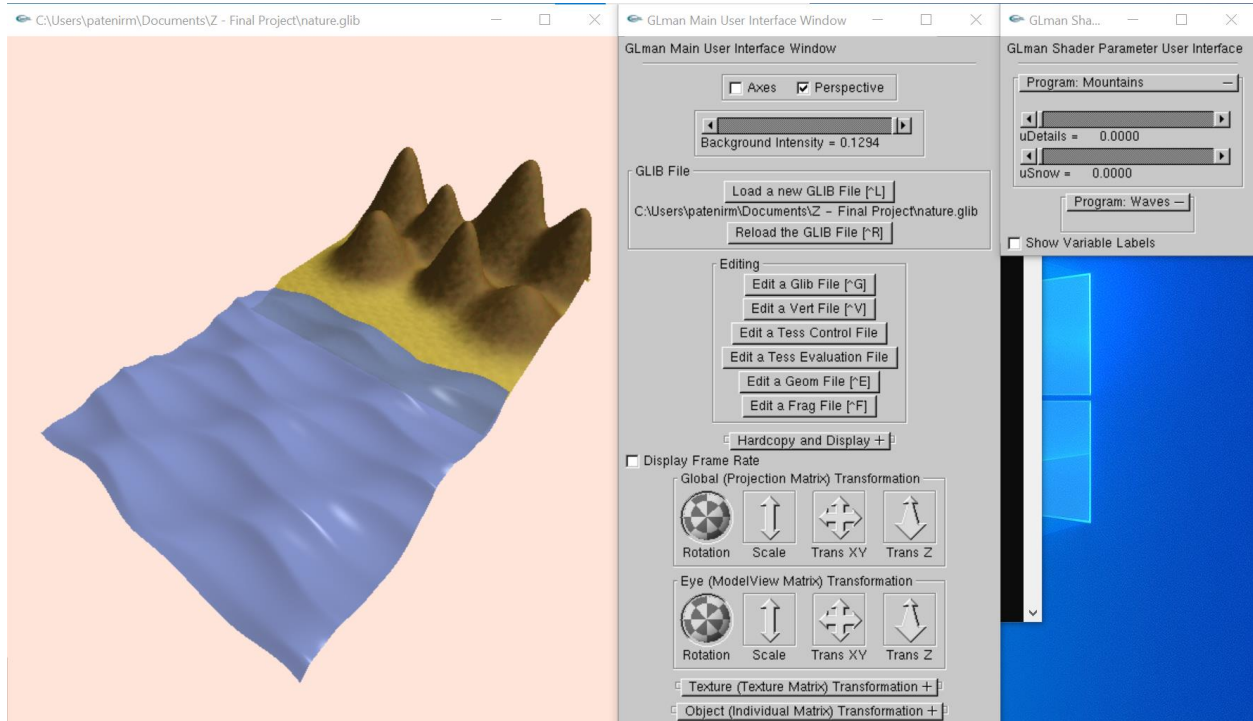 C:\Users\patenirm\Documents\Z - Final Project\nature.glib
GLman Main User Interface Window
GLman Sha...
GLman Main User Interface Window
Axes
Perspective
Background Intensity = 0.1294
GLIB File
Load a new GLIB File [^L]
C:\Users\patenirm\Documents\Z - Final Project\nature.glib
Reload the GLIB File [^R]
Editing
Edit a Glib File [^G]
Edit a Vert File [^V]
Edit a Tess Control File
Edit a Tess Evaluation File
Edit a Geom File [^E]
Edit a Frag File [^F]
Hardcopy and Display +
Display Frame Rate
Global (Projection Matrix) Transformation
Rotation Scale Trans XY Trans Z
Eye (ModelView Matrix) Transformation
Rotation Scale Trans XY Trans Z
Texture (Texture Matrix) Transformation +
Object (Individual Matrix) Transformation +
GLman Shader Parameter User Interface
Program: Mountains −
uDetails = 0.0000
uSnow = 0.0000
Program: Waves −
Show Variable Labels